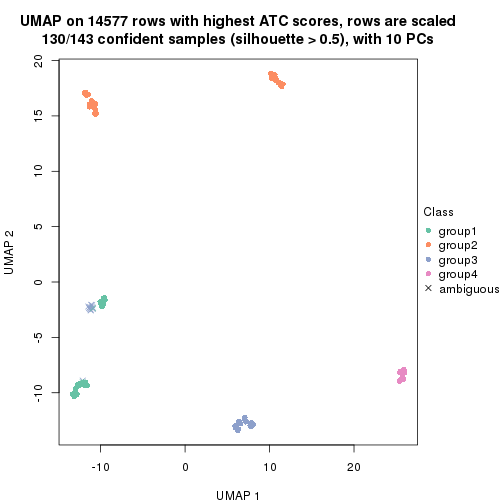 UMAP on 14577 rows with highest ATC scores, rows are scaled
130/143 confident samples (silhouette > 0.5), with 10 PCs
20
15
10
5
0
-5
-10
UMAP 2
-10
0
10
20
UMAP 1
Class
group1
group2
group3
group4
ambiguous